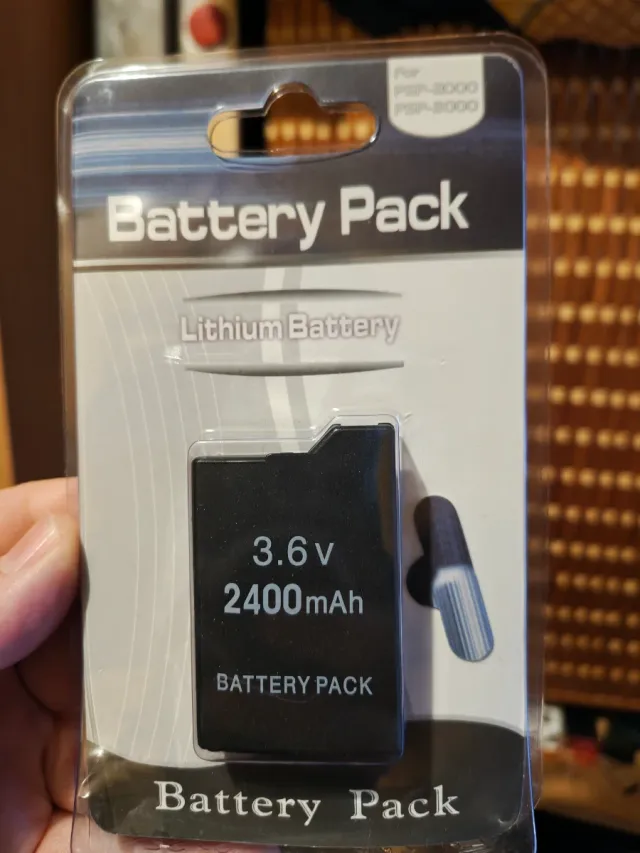 For
PSP-2000
PSP-3000
Battery Pack
Lithium Battery
3.6v
2400mAh
BATTERY PACK
Battery Pack